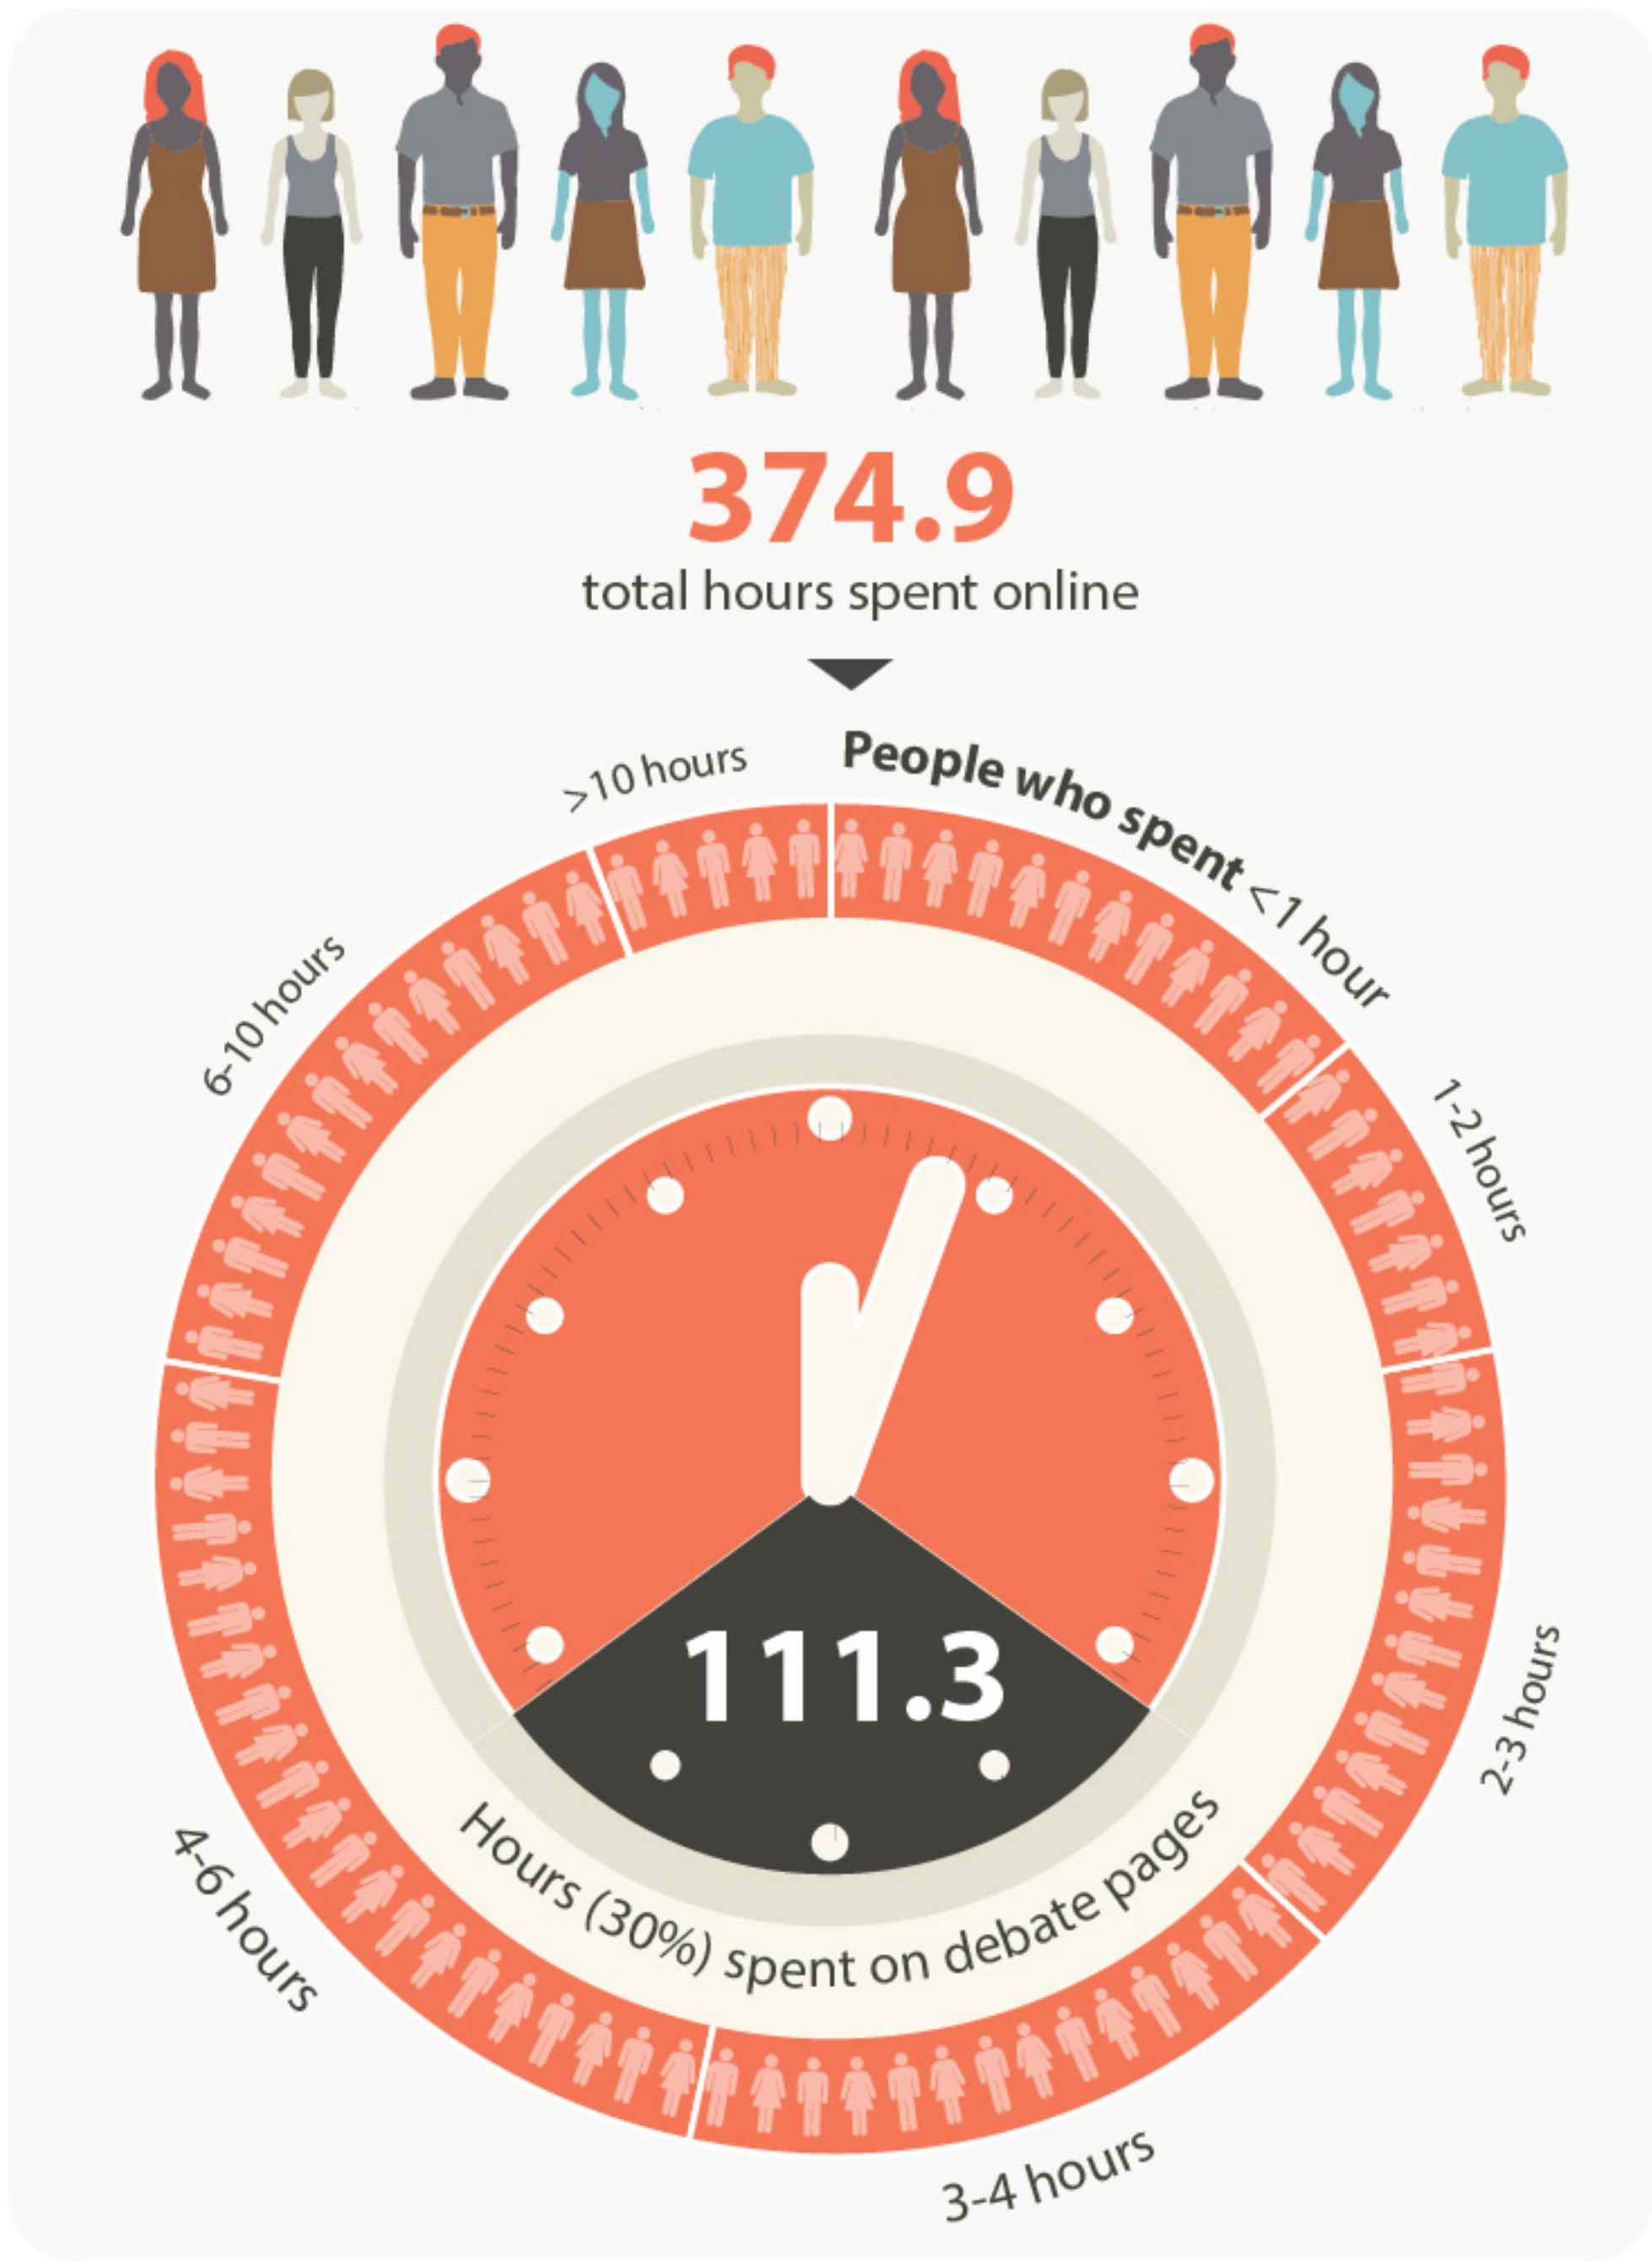 374.9
total hours spent online
People who spent <1 hour
1-2 hours
2-3 hours
3-4 hours
4-6 hours
6-10 hours
>10 hours
111.3
Hours (30%) spent on debate pages